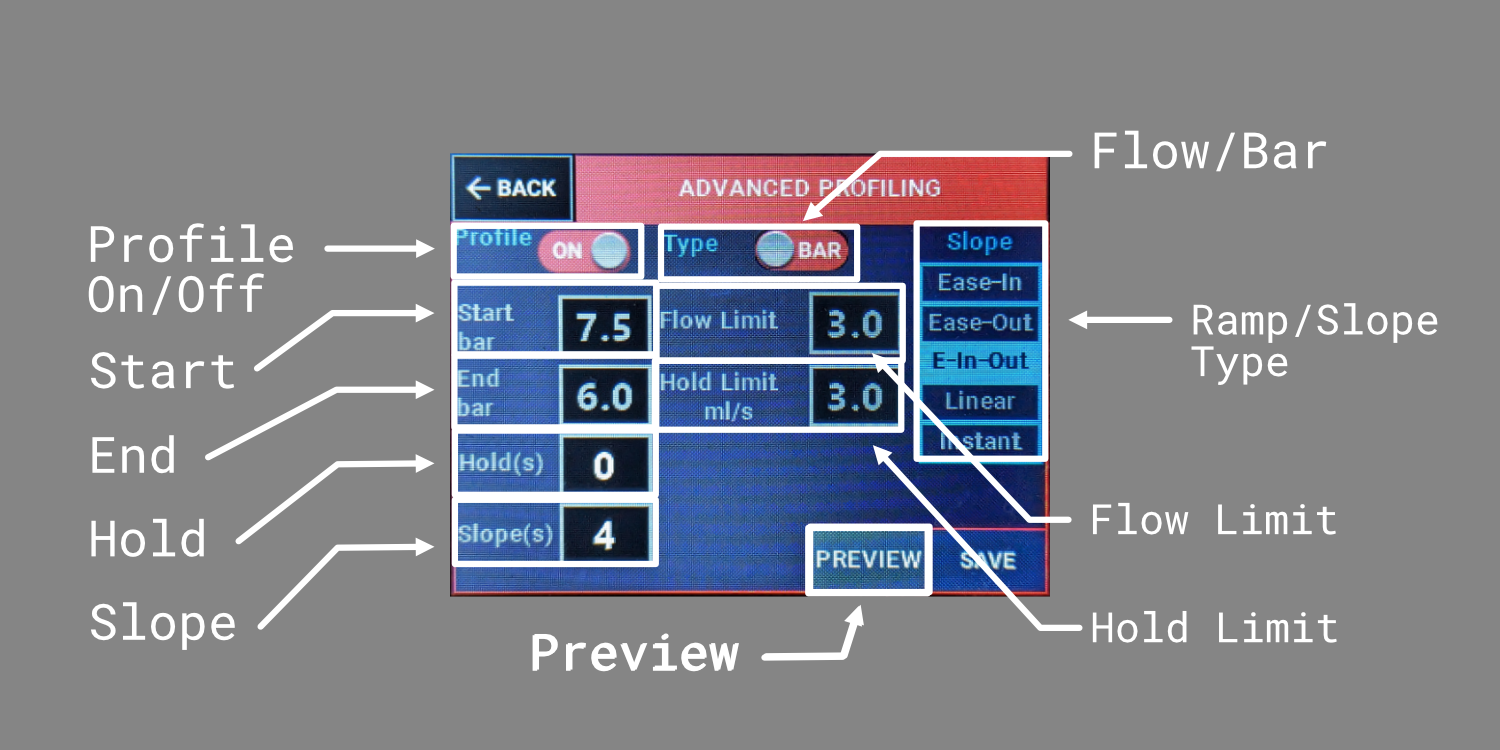 Flow/Bar
← BACK
ADVANCED PROFILING
Profile
On/Off
Profile
ON
Type
BAR
Slope
Ease-In
Ease-Out
E-In-Out
Linear
Instant
Start
bar
7.5
Flow Limit
3.0
Ramp/Slope
Type
Start
End
bar
6.0
Hold Limit
ml/s
3.0
End
Hold(s)
0
Hold
Slope(s)
4
Flow Limit
PREVIEW
SAVE
Slope
Hold Limit
Preview